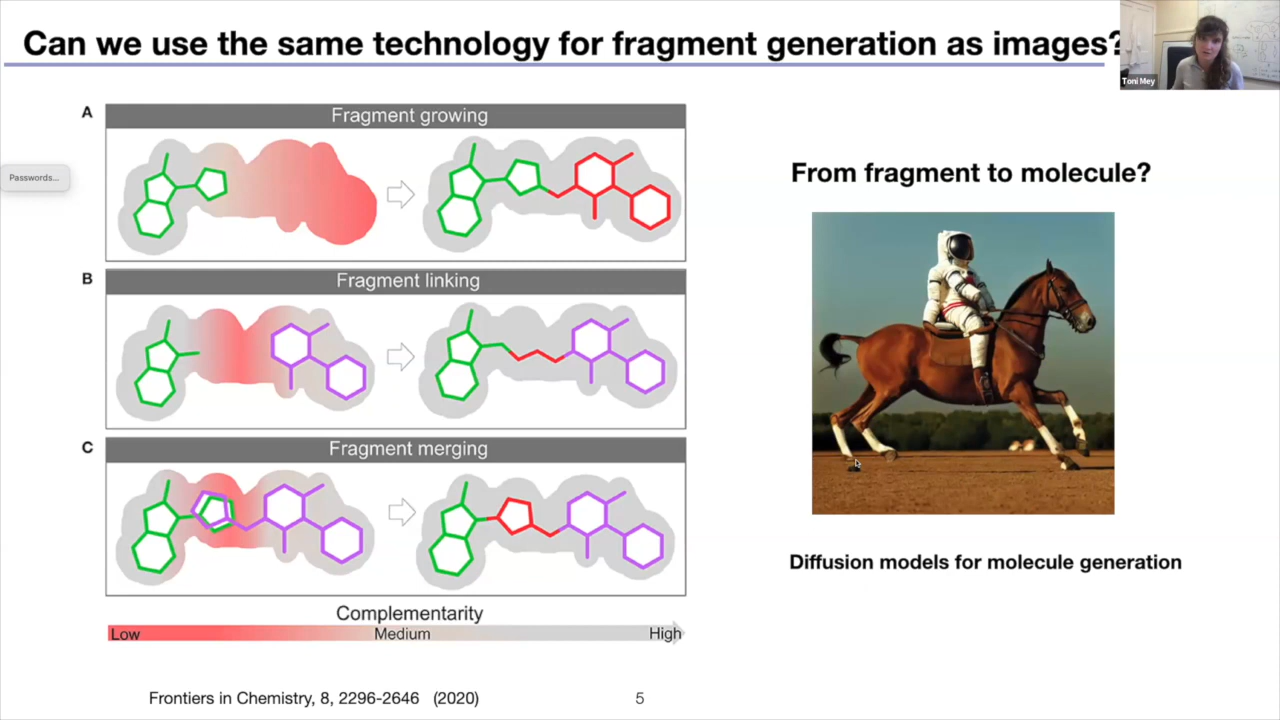 Can we use the same technology for fragment generation as images?
Toni Mey
A
Fragment growing
Passwords...
B
Fragment linking
C
Fragment merging
Complementarity
Low
Medium
High
Frontiers in Chemistry, 8, 2296-2646 (2020)
5
From fragment to molecule?
Diffusion models for molecule generation